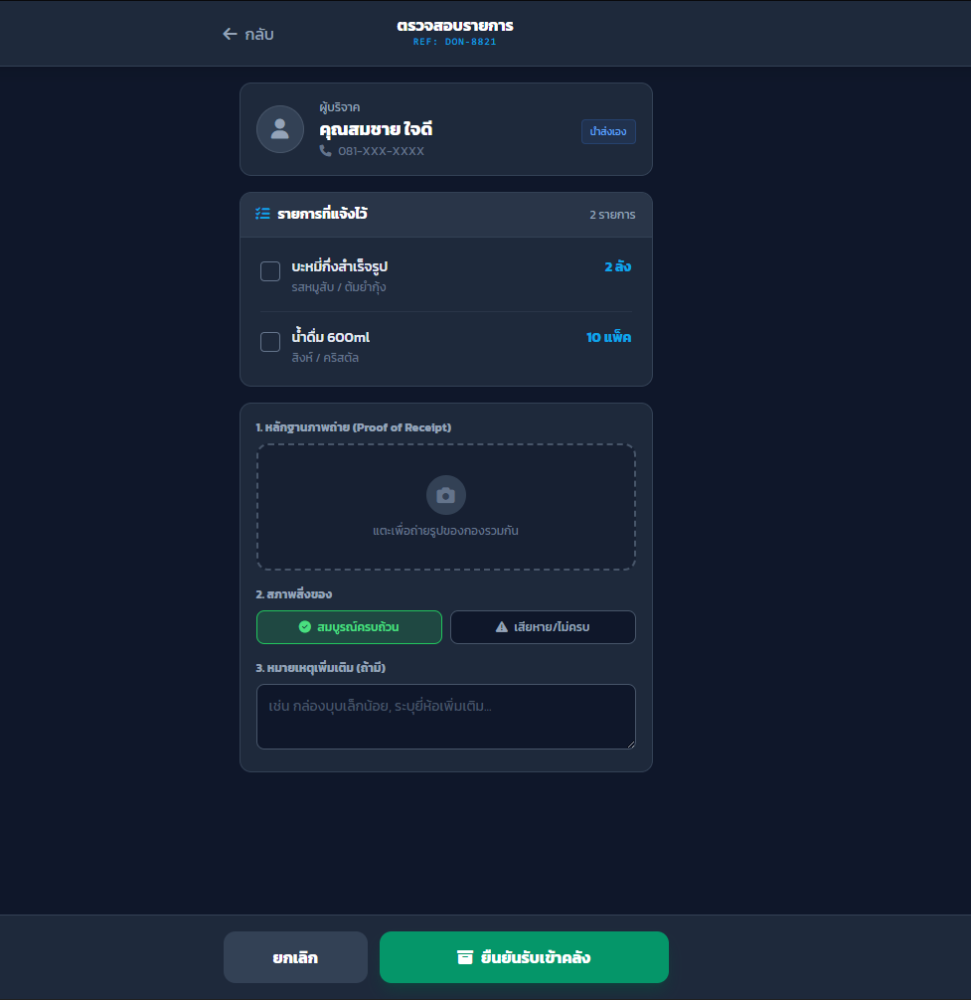 กลับ
ตรวจสอบรายการ
REF: DON-8821
ผู้บริจาค
คุณสมชาย ใจดี
081-XXX-XXXX
นำส่งเอง
รายการที่แจ้งไว้
2 รายการ
บะหมี่กึ่งสำเร็จรูป
2 ลัง
รสหมูสับ / ต้มยำกุ้ง
น้ำดื่ม 600ml
10 แพ็ค
สิงห์ / คริสตัล
1. หลักฐานภาพถ่าย (Proof of Receipt)
แตะเพื่อถ่ายรูปของกองรวมกัน
2. สภาพสิ่งของ
สมบูรณ์ครบถ้วน
เสียหาย/ไม่ครบ
3. หมายเหตุเพิ่มเติม (ถ้ามี)
เช่น กล่องบุบเล็กน้อย, ระบุยี่ห้อเพิ่มเติม...
ยกเลิก
ยืนยันรับเข้าคลัง